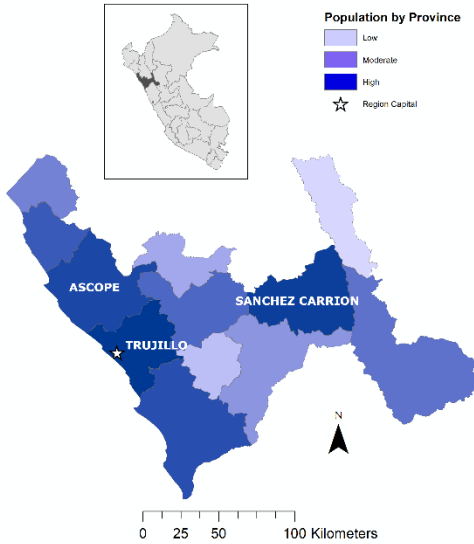 Population by Province
Low
Moderate
High
Region Capital
ASCOPE
SANCHEZ CARRION
TRUJILLO
N
0 25 50 100 Kilometers